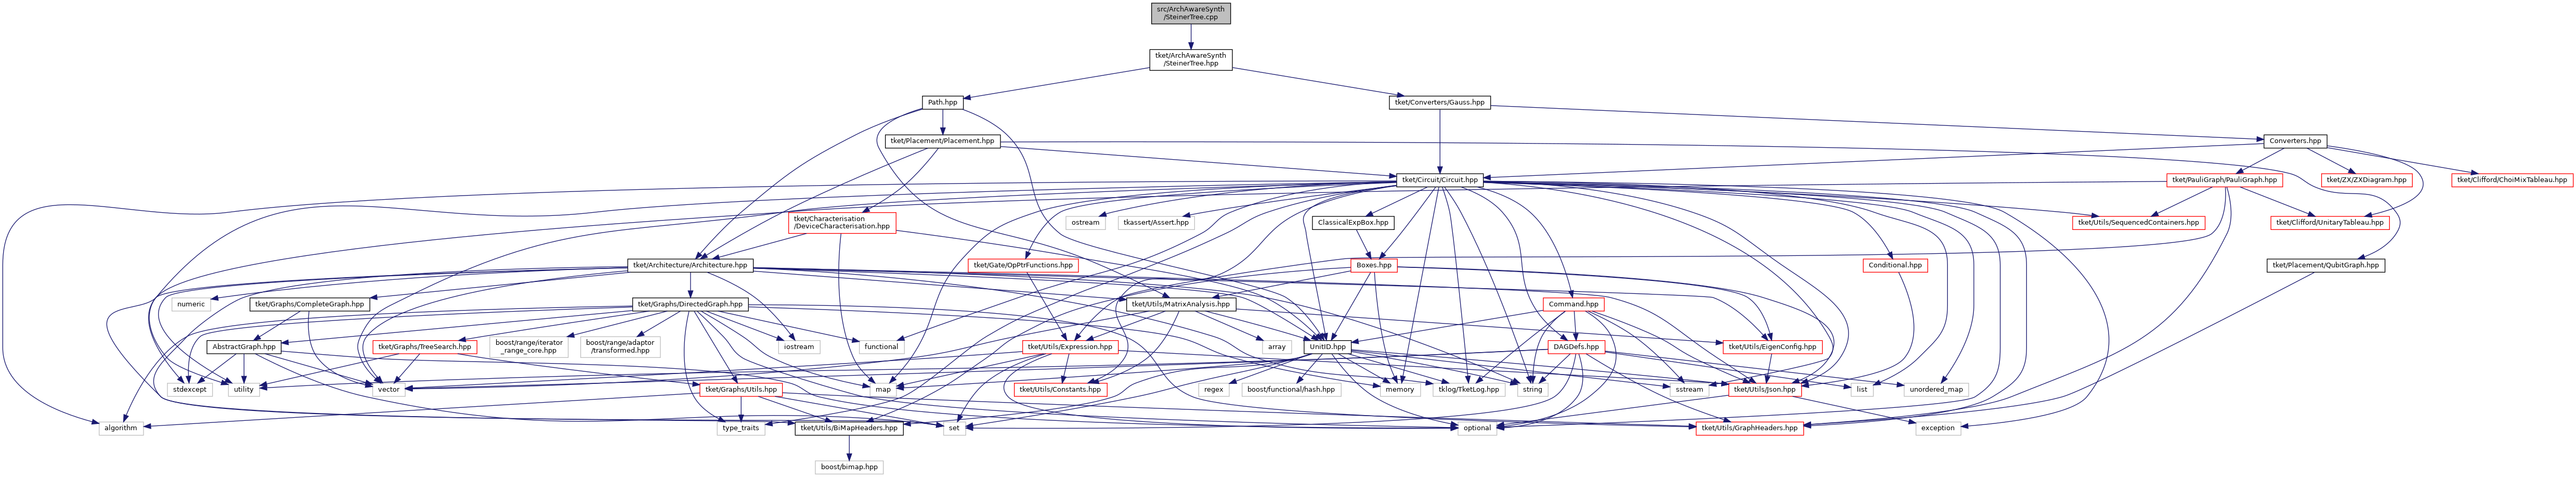 src/ArchAwareSynth
/SteinerTree.cpp
tket/ArchAwareSynth
/SteinerTree.hpp
Path.hpp
tket/Converters/Gauss.hpp
tket/Placement/Placement.hpp
Converters.hpp
tket/Circuit/Circuit.hpp
tket/PauliGraph/PauliGraph.hpp
tket/ZX/ZXDiagram.hpp
tket/Clifford/ChoiMixTableau.hpp
tket/Characterisation
/DeviceCharacterisation.hpp
ostream
tkassert/Assert.hpp
ClassicalExpBox.hpp
tket/Utils/SequencedContainers.hpp
tket/Clifford/UnitaryTableau.hpp
tket/Architecture/Architecture.hpp
tket/Gate/OpPtrFunctions.hpp
Boxes.hpp
Conditional.hpp
tket/Placement/QubitGraph.hpp
numeric
tket/Graphs/CompleteGraph.hpp
tket/Graphs/DirectedGraph.hpp
tket/Utils/MatrixAnalysis.hpp
Command.hpp
AbstractGraph.hpp
tket/Graphs/TreeSearch.hpp
boost/range/iterator
_range_core.hpp
boost/range/adaptor
/transformed.hpp
iostream
functional
tket/Utils/Expression.hpp
array
UnitID.hpp
DAGDefs.hpp
tket/Utils/EigenConfig.hpp
stdexcept
utility
vector
tket/Graphs/Utils.hpp
map
tket/Utils/Constants.hpp
regex
boost/functional/hash.hpp
memory
tklog/TketLog.hpp
string
sstream
tket/Utils/Json.hpp
list
unordered_map
algorithm
type_traits
tket/Utils/BiMapHeaders.hpp
set
optional
tket/Utils/GraphHeaders.hpp
exception
boost/bimap.hpp